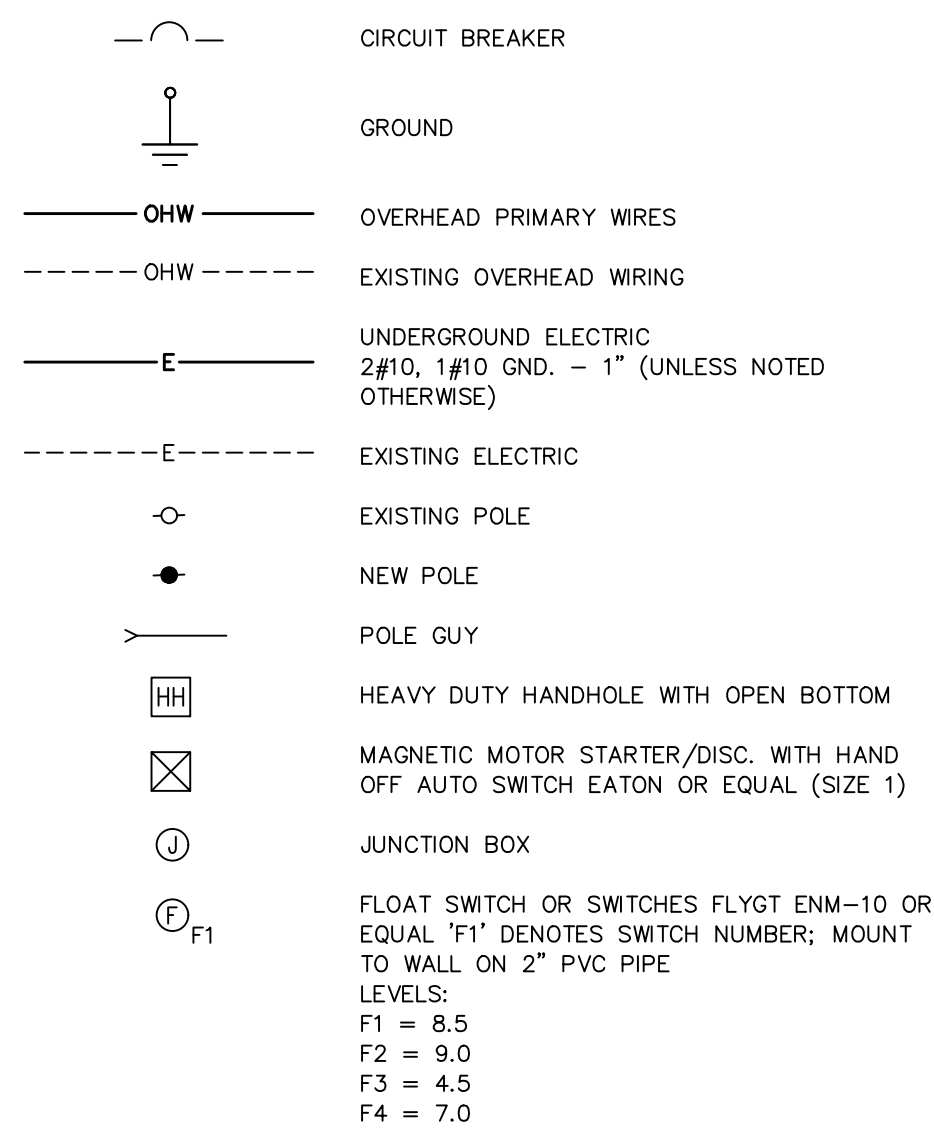 CIRCUIT BREAKER
GROUND
OHW OVERHEAD PRIMARY WIRES
OHW EXISTING OVERHEAD WIRING
UNDERGROUND ELECTRIC
E 2#10, 1#10 GND. – 1” (UNLESS NOTED
OTHERWISE)
E EXISTING ELECTRIC
EXISTING POLE
NEW POLE
POLE GUY
HH HEAVY DUTY HANDHOLE WITH OPEN BOTTOM
MAGNETIC MOTOR STARTER/DISC. WITH HAND
OFF AUTO SWITCH EATON OR EQUAL (SIZE 1)
J JUNCTION BOX
F F1 FLOAT SWITCH OR SWITCHES FLYGT ENM–10 OR
EQUAL 'F1' DENOTES SWITCH NUMBER; MOUNT
TO WALL ON 2” PVC PIPE
LEVELS:
F1 = 8.5
F2 = 9.0
F3 = 4.5
F4 = 7.0